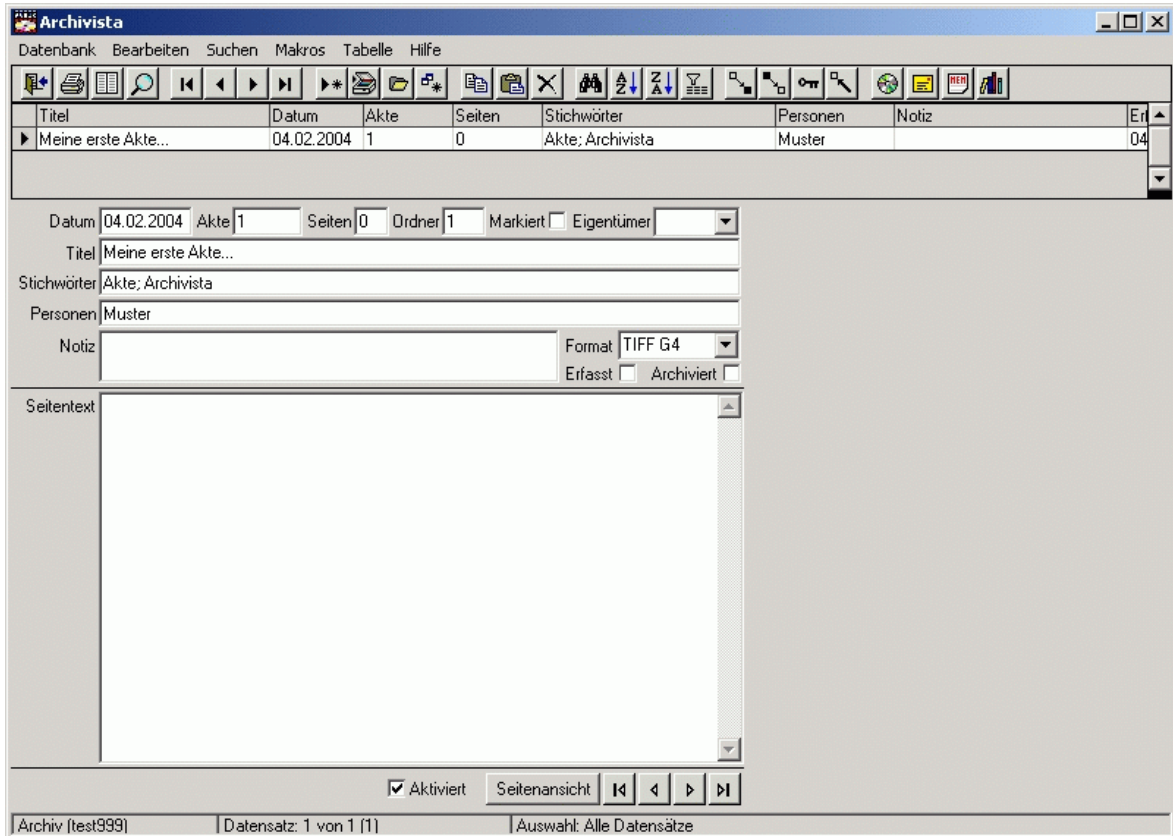 Archivista
Datenbank Bearbeiten Suchen Makros Tabelle Hilfe
Titel Datum Akte Seiten Stichwörter Personen Notiz Erf
Meine erste Akte... 04.02.2004 1 0 Akte; Archivista Muster 04
Datum 04.02.2004 Akte 1 Seiten 0 Ordner 1 Markiert Eigentümer
Titel Meine erste Akte...
Stichwörter Akte; Archivista
Personen Muster
Notiz Format TIFF G4
Erfasst Archiviert
Seitentext
Aktiviert Seitenansicht
Archiv (test999) Datensatz: 1 von 1 (1) Auswahl: Alle Datensätze